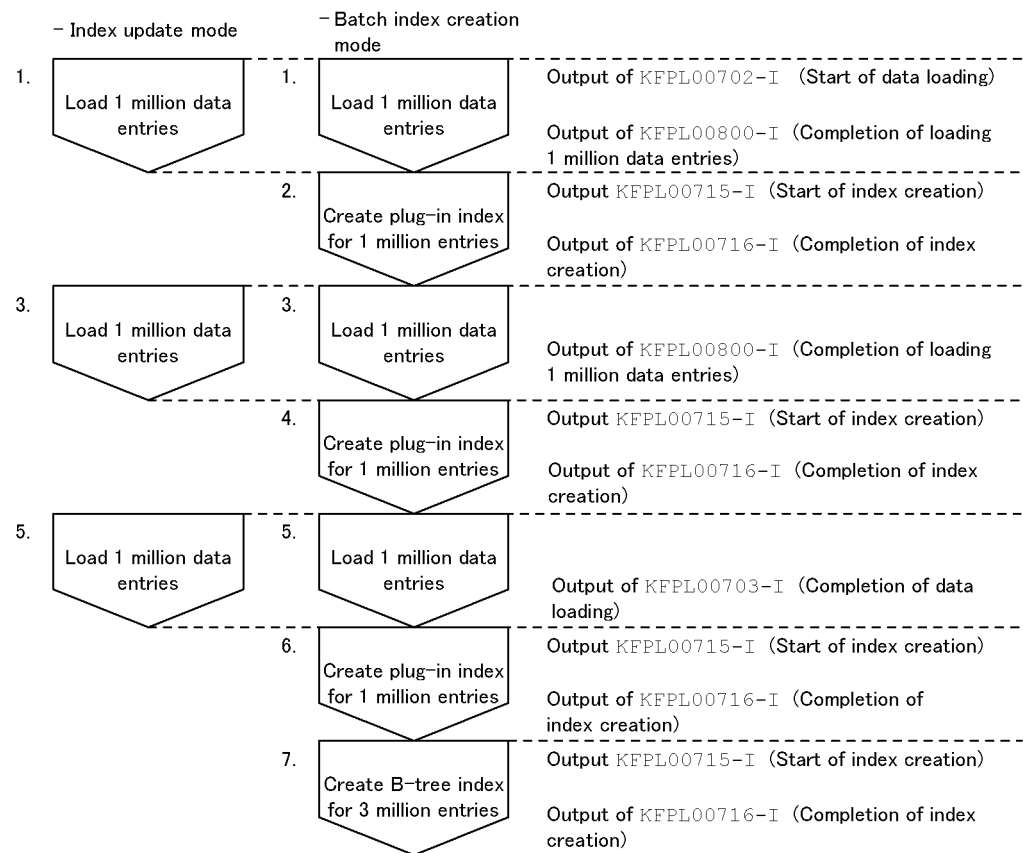 – Index update mode
– Batch index creation
mode
1.
Load 1 million data
entries
1.
Load 1 million data
entries
Output of KFPL00702-I (Start of data loading)
Output of KFPL00800-I (Completion of loading
1 million data entries)
2.
Create plug-in index
for 1 million entries
Output KFPL00715-I (Start of index creation)
Output of KFPL00716-I (Completion of index
creation)
3.
Load 1 million data
entries
3.
Load 1 million data
entries
Output of KFPL00800-I (Completion of loading
1 million data entries)
4.
Create plug-in index
for 1 million entries
Output KFPL00715-I (Start of index creation)
Output of KFPL00716-I (Completion of index
creation)
5.
Load 1 million data
entries
5.
Load 1 million data
entries
Output of KFPL00703-I (Completion of data
loading)
6.
Create plug-in index
for 1 million entries
Output KFPL00715-I (Start of index creation)
Output of KFPL00716-I (Completion of
index creation)
7.
Create B-tree index
for 3 million entries
Output KFPL00715-I (Start of index creation)
Output of KFPL00716-I (Completion of index
creation)